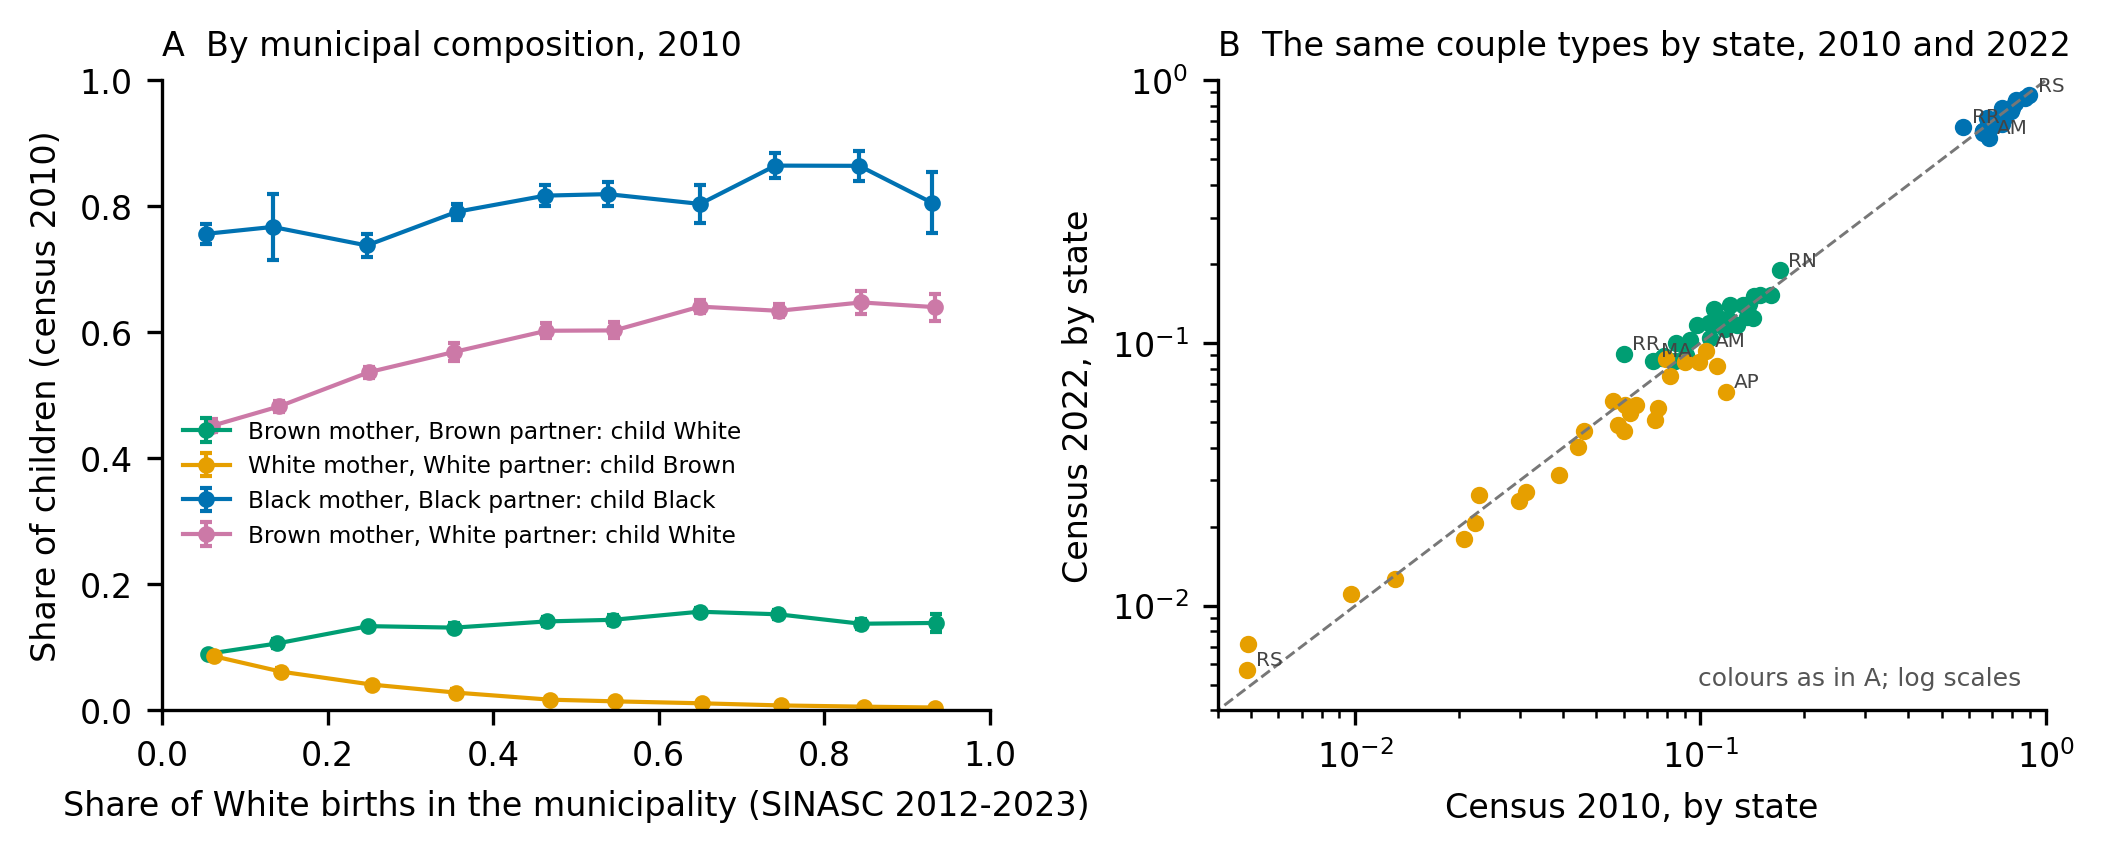 A By municipal composition, 2010
Share of children (census 2010)
1.0
0.8
0.6
0.4
0.2
0.0
Brown mother, Brown partner: child White
White mother, White partner: child Brown
Black mother, Black partner: child Black
Brown mother, White partner: child White
0.0 0.2 0.4 0.6 0.8 1.0
Share of White births in the municipality (SINASC 2012-2023)
B The same couple types by state, 2010 and 2022
Census 2022, by state
10⁰
10⁻¹
10⁻²
RS
RR
AM
RN
RR
MA
AM
AP
RS
colours as in A; log scales
10⁻² 10⁻¹ 10⁰
Census 2010, by state